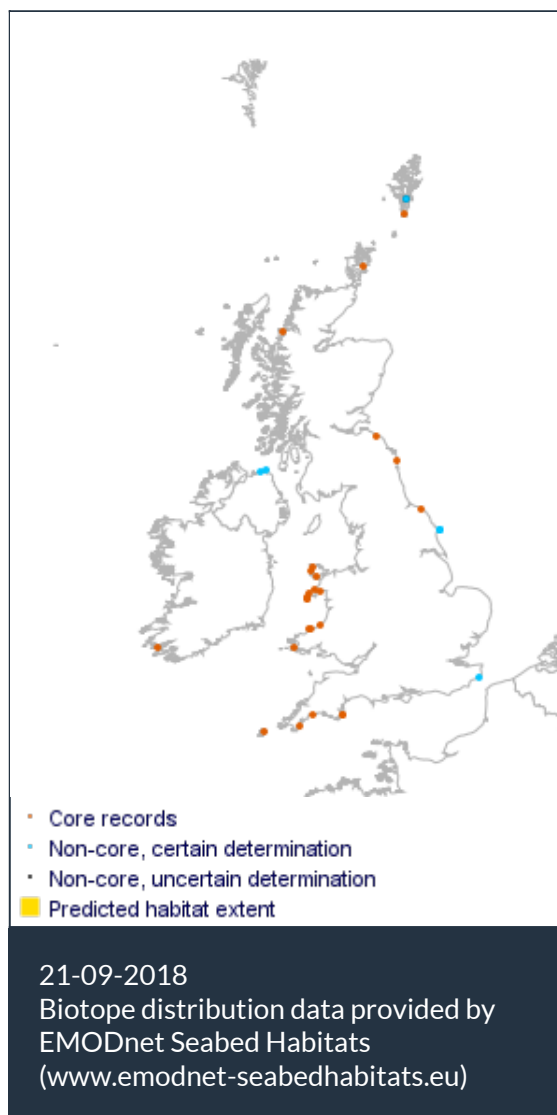 Core records
Non-core, certain determination
Non-core, uncertain determination
Predicted habitat extent
21-09-2018
Biotope distribution data provided by
EMODnet Seabed Habitats
(www.emodnet-seabedhabitats.eu)